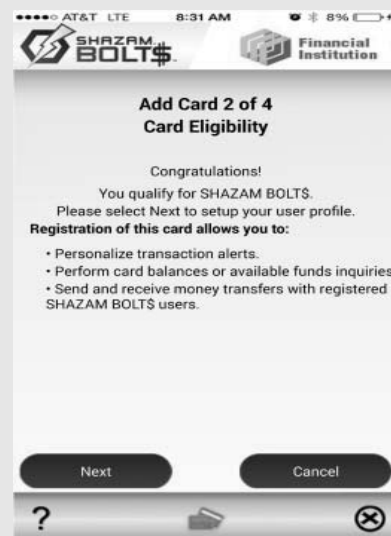 AT&T LTE 8:31 AM 8%
SHAZAM
BOLT$
Financial
Institution
Add Card 2 of 4
Card Eligibility
Congratulations!
You qualify for SHAZAM BOLT$.
Please select Next to setup your user profile.
Registration of this card allows you to:
• Personalize transaction alerts.
• Perform card balances or available funds inquiries
• Send and receive money transfers with registered
SHAZAM BOLT$ users.
Next Cancel
?